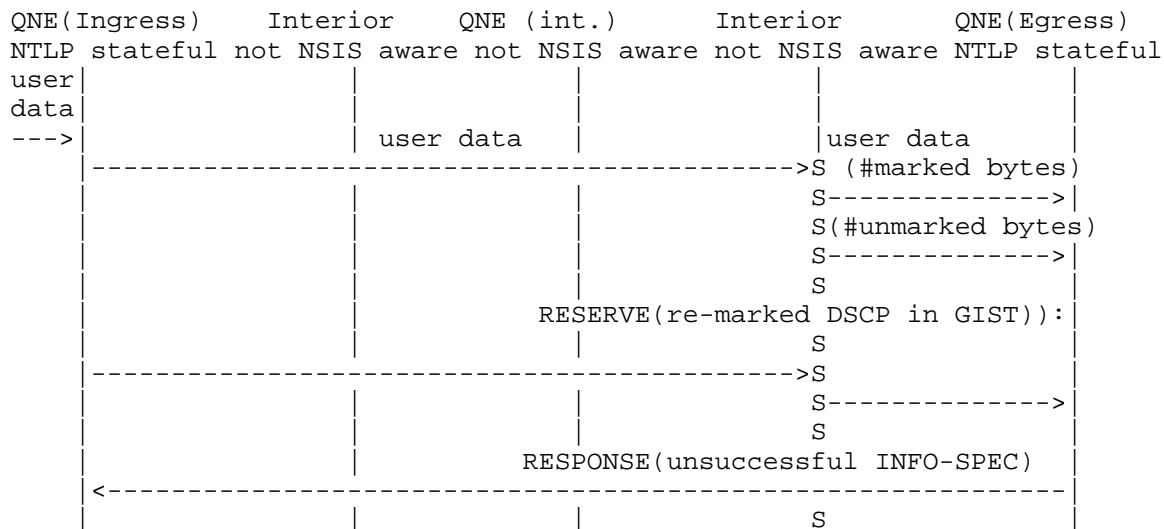 QNE(Ingress) Interior QNE (int.) Interior QNE(Egress)
NTLP stateful not NSIS aware not NSIS aware not NSIS aware NTLP stateful
user|
data|
--->| user data |user data
S (#marked bytes)
S
S(#unmarked bytes)
S
S
RESERVE(re-marked DSCP in GIST)):
S
S
S
S
RESPONSE(unsuccessful INFO-SPEC)
S